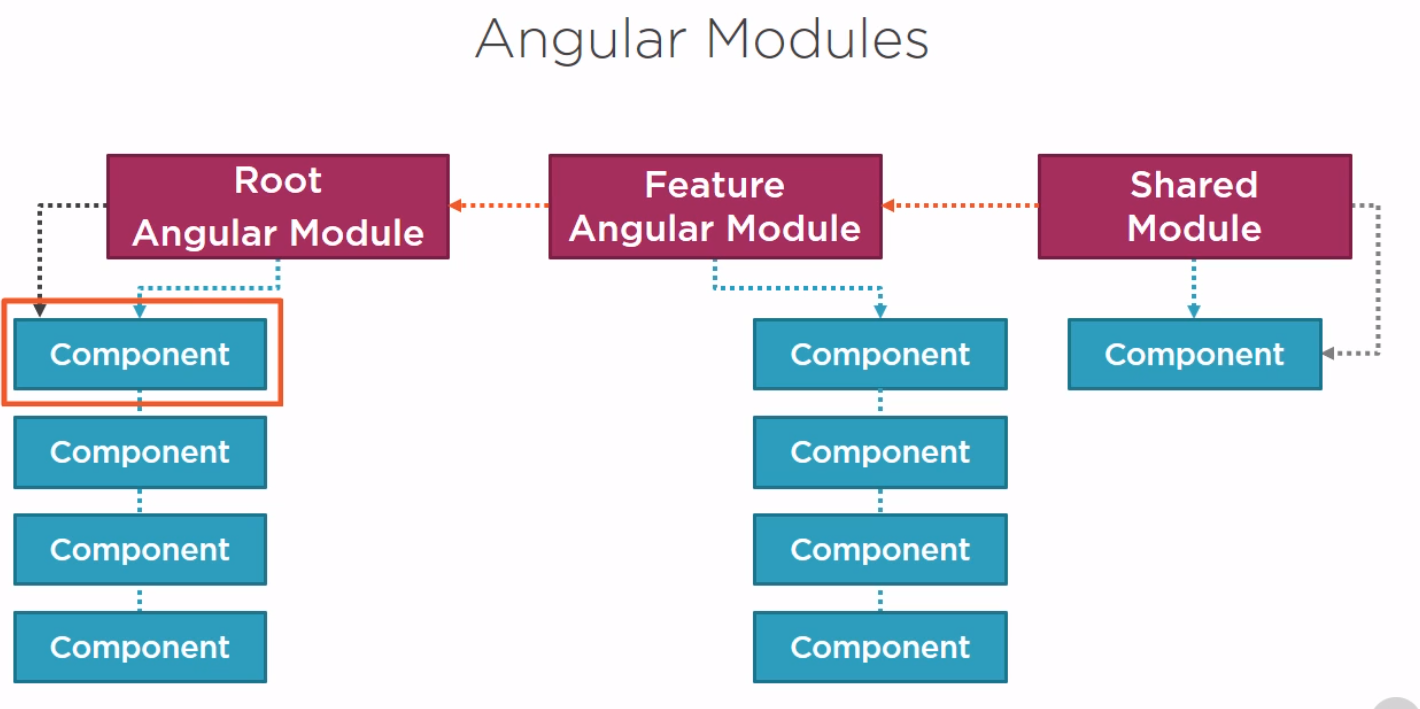 Angular Modules
Root
Angular Module
Feature
Angular Module
Shared
Module
Component
Component
Component
Component
Component
Component
Component
Component
Component